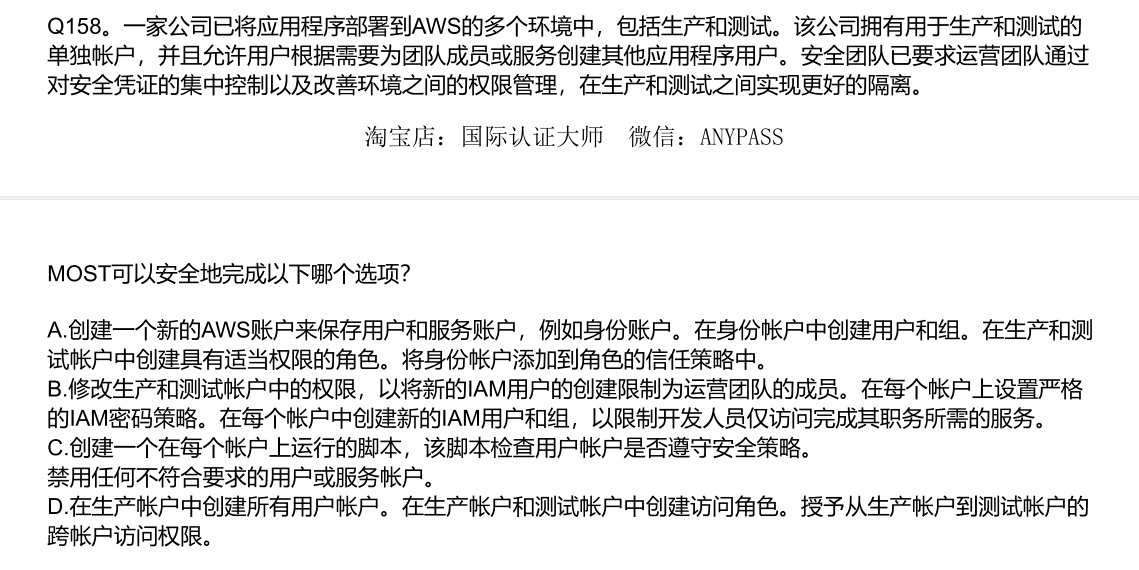 Q158。一家公司已将应用程序部署到AWS的多个环境中，包括生产和测试。该公司拥有用于生产和测试的
单独帐户，并且允许用户根据需要为团队成员或服务创建其他应用程序用户。安全团队已要求运营团队通过
对安全凭证的集中控制以及改善环境之间的权限管理，在生产和测试之间实现更好的隔离。
淘宝店：国际认证大师 微信：ANYPASS
MOST可以安全地完成以下哪个选项？
A.创建一个新的AWS账户来保存用户和服务账户，例如身份账户。在身份帐户中创建用户和组。在生产和测
试帐户中创建具有适当权限的角色。将身份帐户添加到角色的信任策略中。
B.修改生产和测试帐户中的权限，以将新的IAM用户的创建限制为运营团队的成员。在每个帐户上设置严格
的IAM密码策略。在每个帐户中创建新的IAM用户和组，以限制开发人员仅访问完成其职务所需的服务。
C.创建一个在每个帐户上运行的脚本，该脚本检查用户帐户是否遵守安全策略。
禁用任何不符合要求的用户或服务帐户。
D.在生产帐户中创建所有用户帐户。在生产帐户和测试帐户中创建访问角色。授予从生产帐户到测试帐户的
跨帐户访问权限。